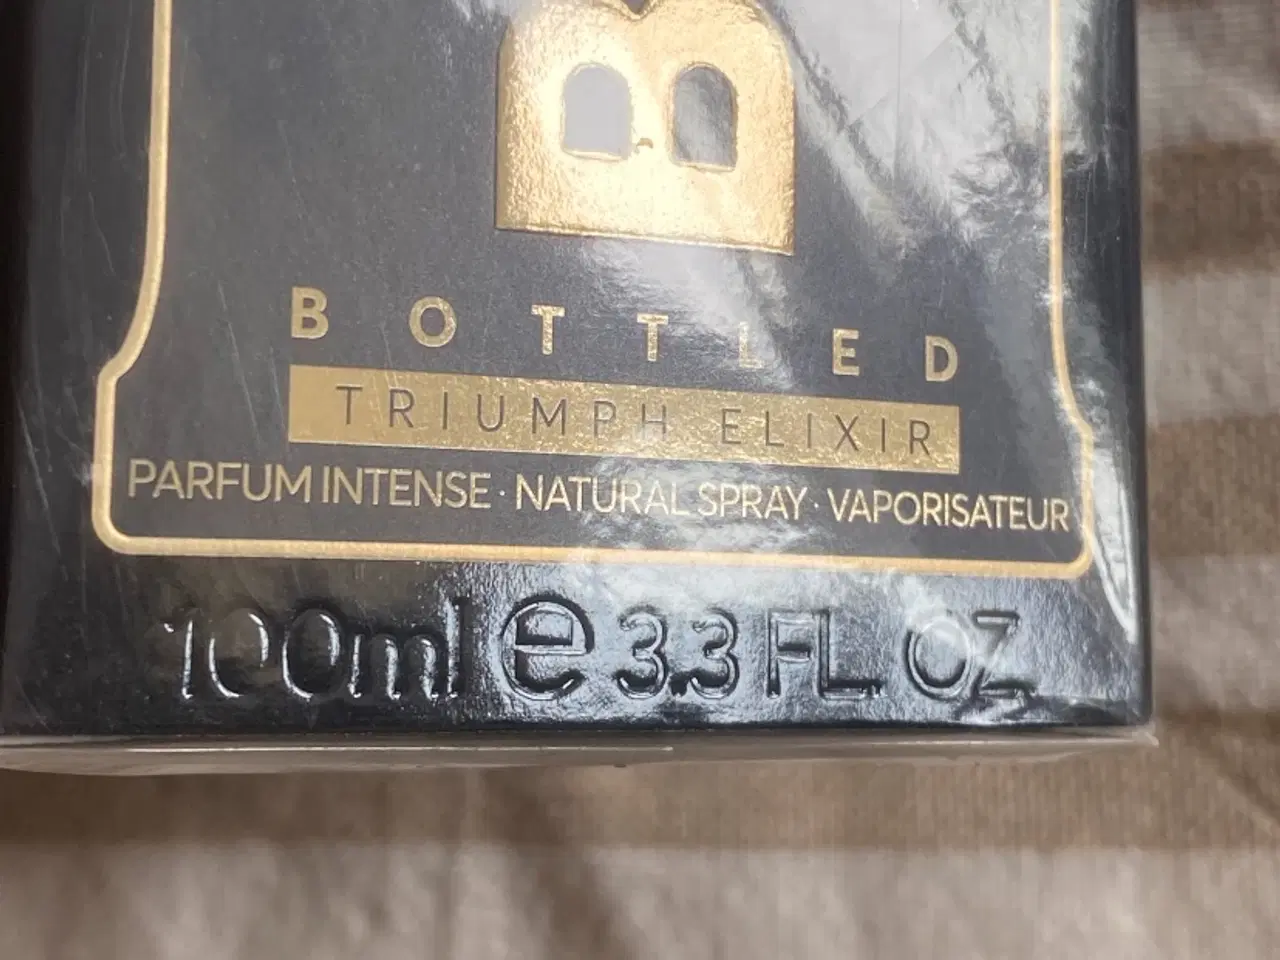 B
BOTTLED
TRIUMPH ELIXIR
PARFUM INTENSE · NATURAL SPRAY · VAPORISATEUR
100ml e 3.3 FL. OZ.